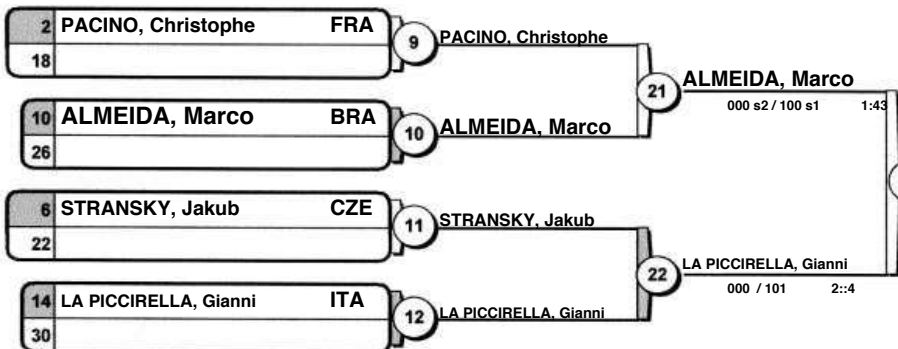 2 PACINO, Christophe FRA
18
9 PACINO, Christophe
10 ALMEIDA, Marco BRA
26
10 ALMEIDA, Marco
21 ALMEIDA, Marco
000 s2 / 100 s1 1:43
6 STRANSKY, Jakub CZE
22
11 STRANSKY, Jakub
14 LA PICCIRELLA, Gianni ITA
30
12 LA PICCIRELLA, Gianni
22 LA PICCIRELLA, Gianni
000 / 101 2::4